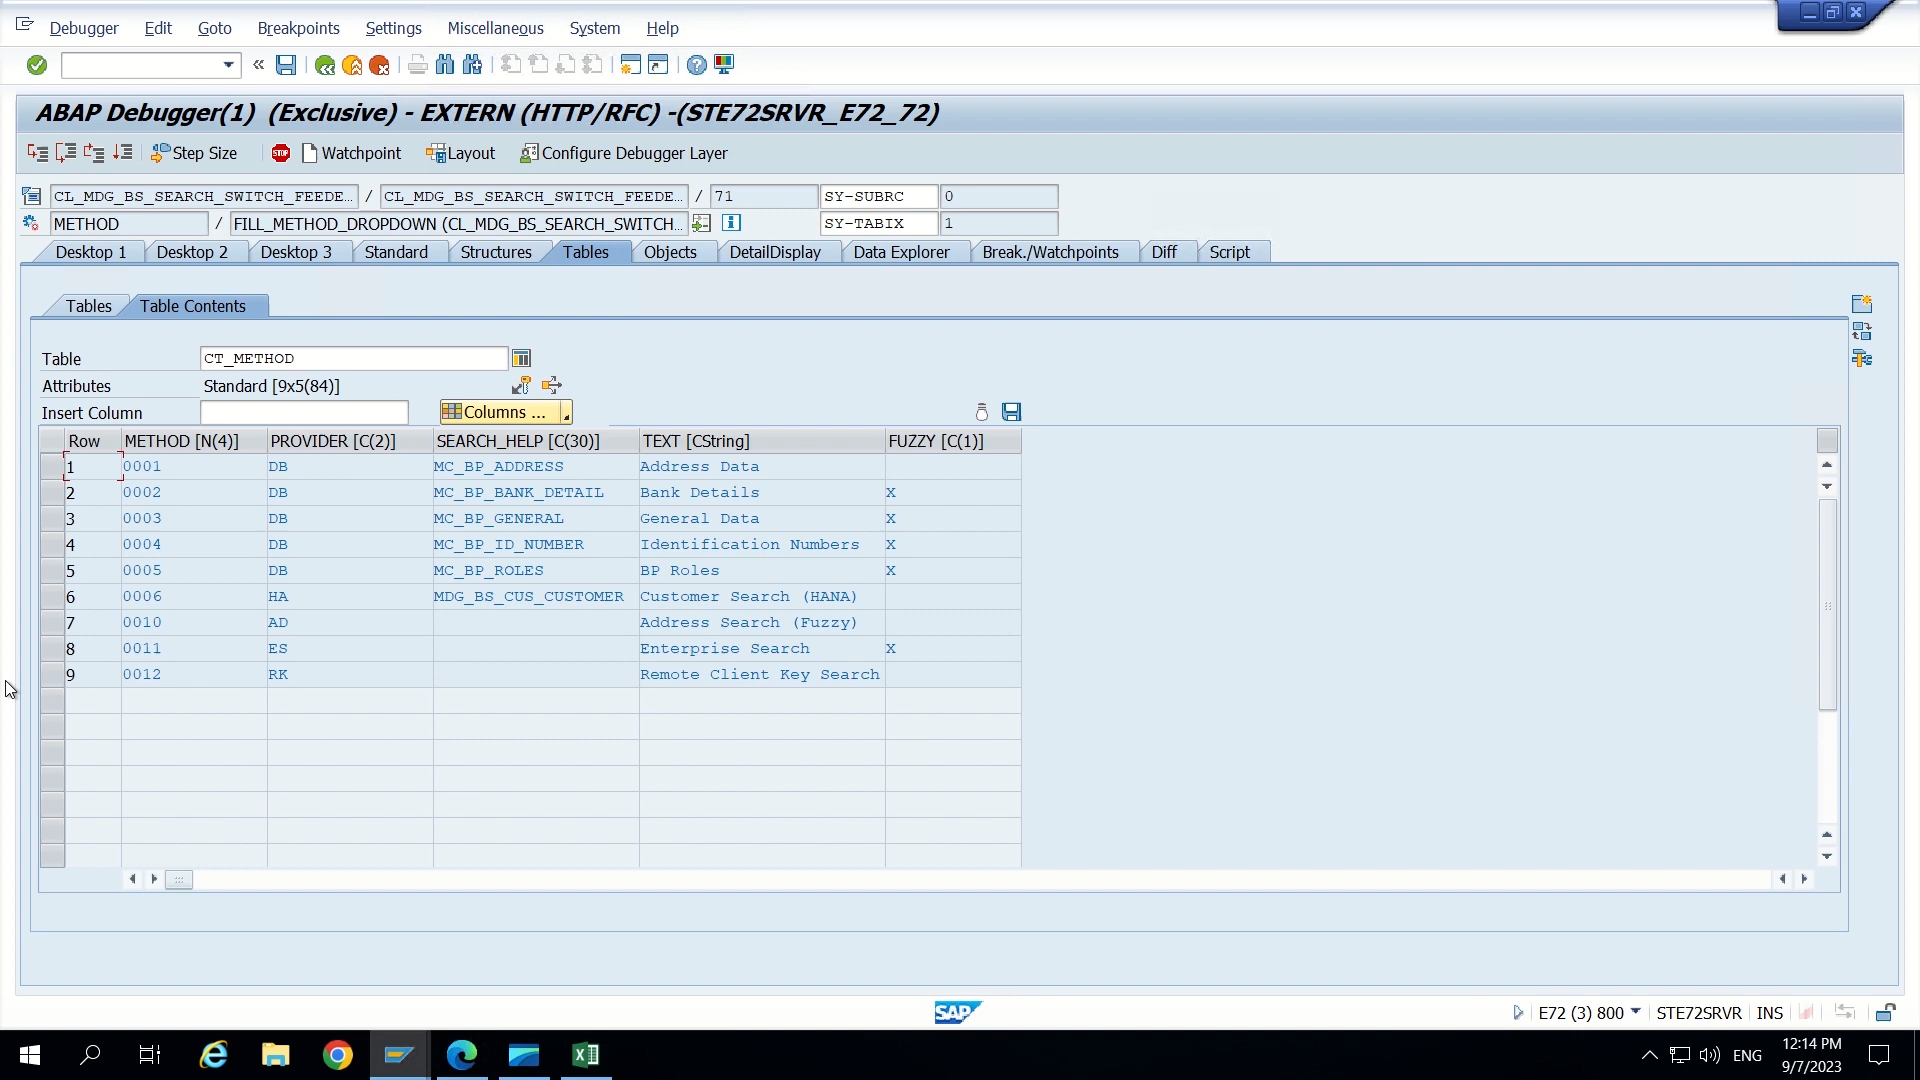 Debugger Edit Goto Breakpoints Settings Miscellaneous System Help
ABAP Debugger(1) (Exclusive) - EXTERN (HTTP/RFC) -(STE72SRVR_E72_72)
Step Size STOP Watchpoint Layout Configure Debugger Layer
CL_MDG_BS_SEARCH_SWITCH_FEEDE... / CL_MDG_BS_SEARCH_SWITCH_FEEDE... / 71 SY-SUBRC 0
METHOD / FILL_METHOD_DROPDOWN (CL_MDG_BS_SEARCH_SWITCH... SY-TABIX 1
Desktop 1 Desktop 2 Desktop 3 Standard Structures Tables Objects DetailDisplay Data Explorer Break./Watchpoints Diff Script
Tables Table Contents
Table CT_METHOD
Attributes Standard [9x5(84)]
Insert Column Columns ...
Row METHOD [N(4)] PROVIDER [C(2)] SEARCH_HELP [C(30)] TEXT [CString] FUZZY [C(1)]
1 0001 DB MC_BP_ADDRESS Address Data
2 0002 DB MC_BP_BANK_DETAIL Bank Details X
3 0003 DB MC_BP_GENERAL General Data X
4 0004 DB MC_BP_ID_NUMBER Identification Numbers X
5 0005 DB MC_BP_ROLES BP Roles X
6 0006 HA MDG_BS_CUS_CUSTOMER Customer Search (HANA)
7 0010 AD Address Search (Fuzzy)
8 0011 ES Enterprise Search X
9 0012 RK Remote Client Key Search
SAP E72 (3) 800 STE72SRVR INS
ENG 12:14 PM
9/7/2023